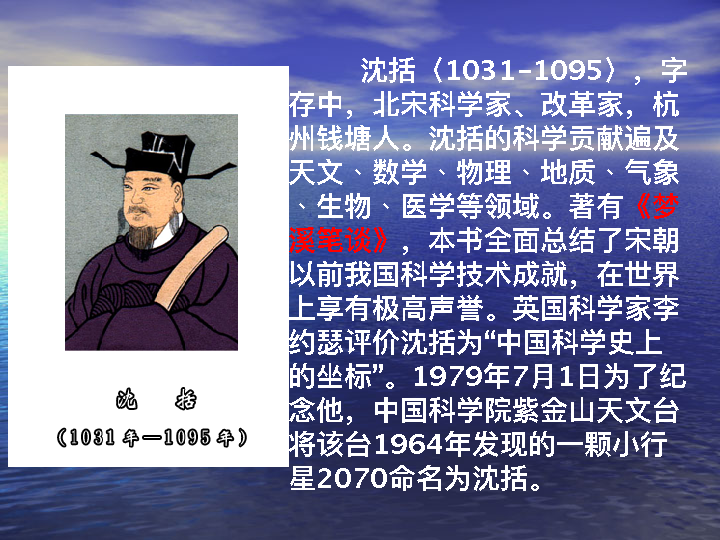 沈括〈1031–1095〉，字
存中，北宋科学家、改革家，杭
州钱塘人。沈括的科学贡献遍及
天文、数学、物理、地质、气象
、生物、医学等领域。著有《梦
溪笔谈》，本书全面总结了宋朝
以前我国科学技术成就，在世界
上享有极高声誉。英国科学家李
约瑟评价沈括为“中国科学史上
的坐标”。1979年7月1日为了纪
念他，中国科学院紫金山天文台
将该台1964年发现的一颗小行
星2070命名为沈括。
沈 括
（1031年—1095年）